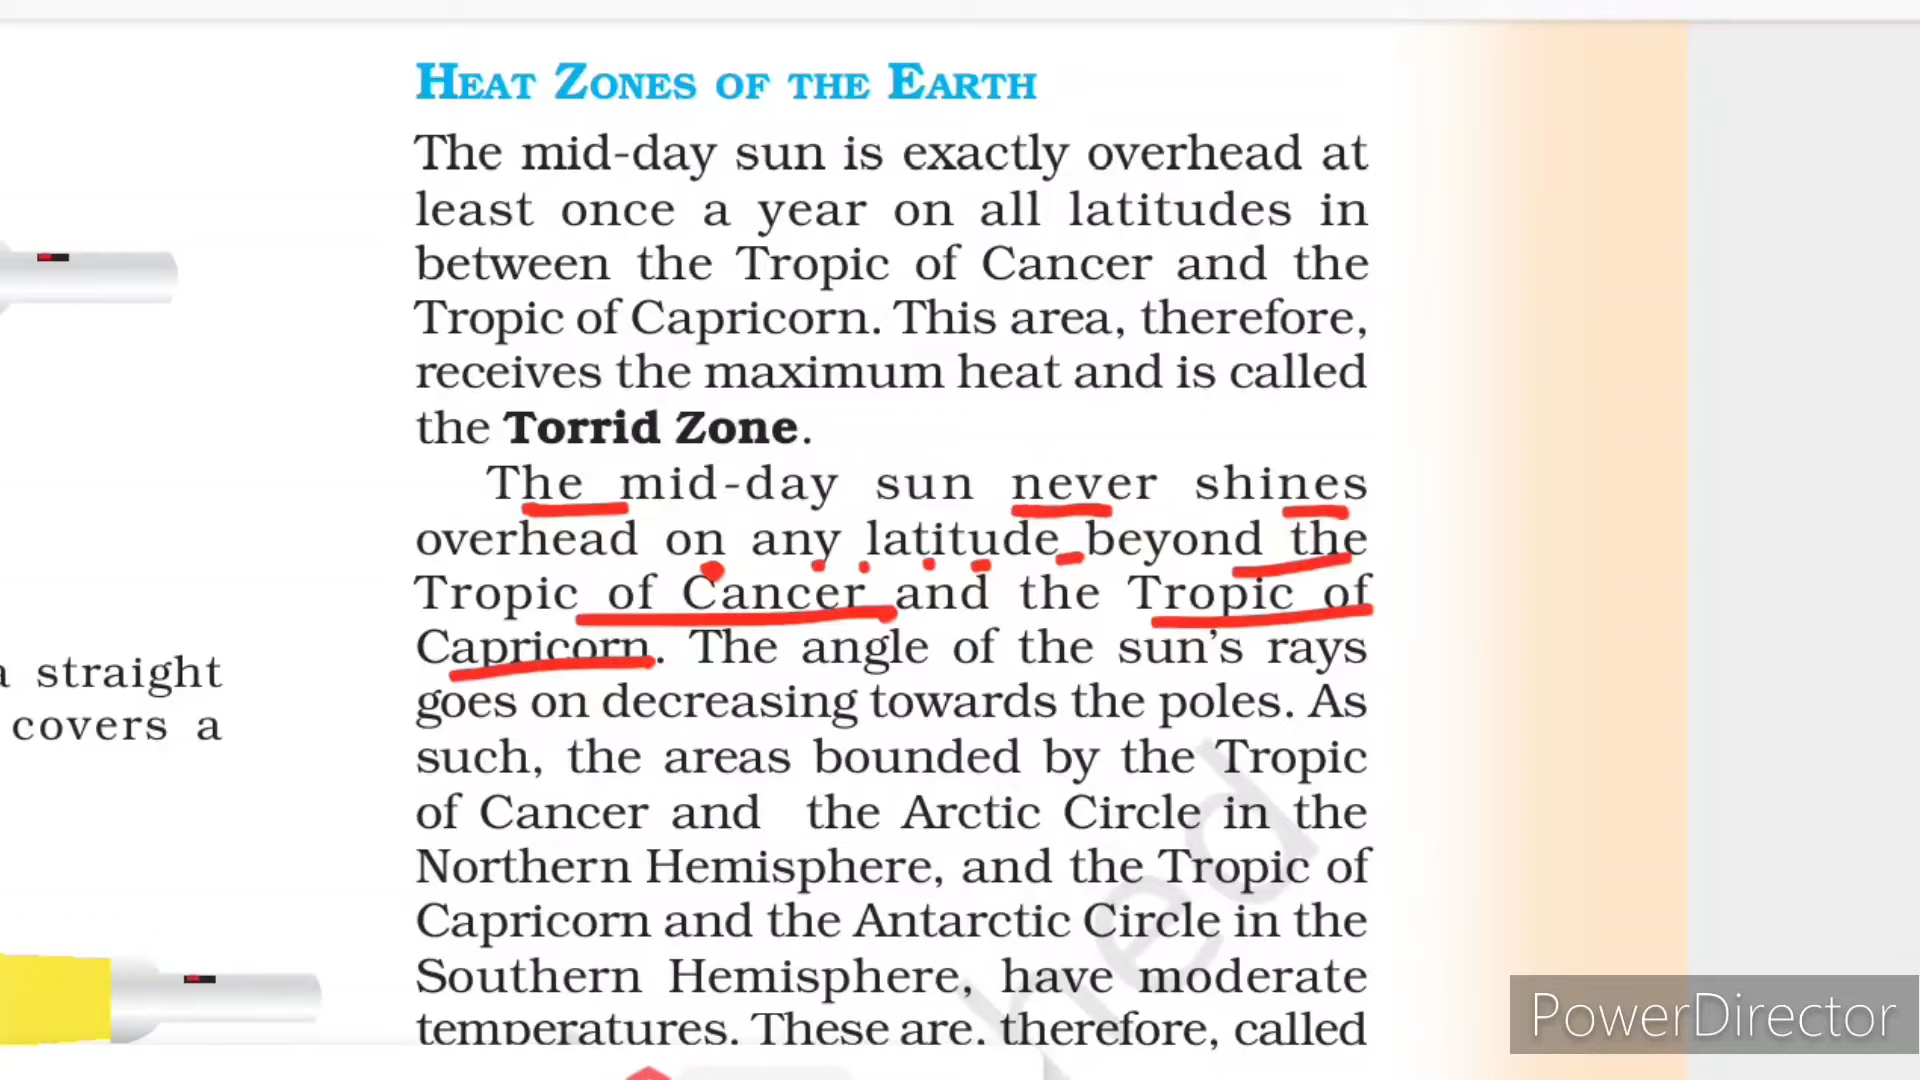 HEAT ZONES OF THE EARTH
The mid-day sun is exactly overhead at
least once a year on all latitudes in
between the Tropic of Cancer and the
Tropic of Capricorn. This area, therefore,
receives the maximum heat and is called
the Torrid Zone.
The mid-day sun never shines
overhead on any latitude beyond the
Tropic of Cancer and the Tropic of
Capricorn. The angle of the sun's rays
goes on decreasing towards the poles. As
such, the areas bounded by the Tropic
of Cancer and the Arctic Circle in the
Northern Hemisphere, and the Tropic of
Capricorn and the Antarctic Circle in the
Southern Hemisphere, have moderate
temperatures. These are, therefore, called
a straight
covers a
hed
PowerDirector